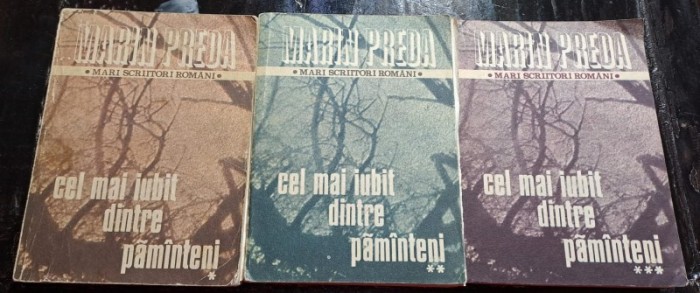 MARIN PREDA
• MARI SCRIITORI ROMÂNI •
cel mai iubit
dintre
pămînteni
*
MARIN PREDA
• MARI SCRIITORI ROMÂNI •
cel mai iubit
dintre
pămînteni
**
MARIN PREDA
• MARI SCRIITORI ROMÂNI •
cel mai iubit
dintre
pămînteni
***